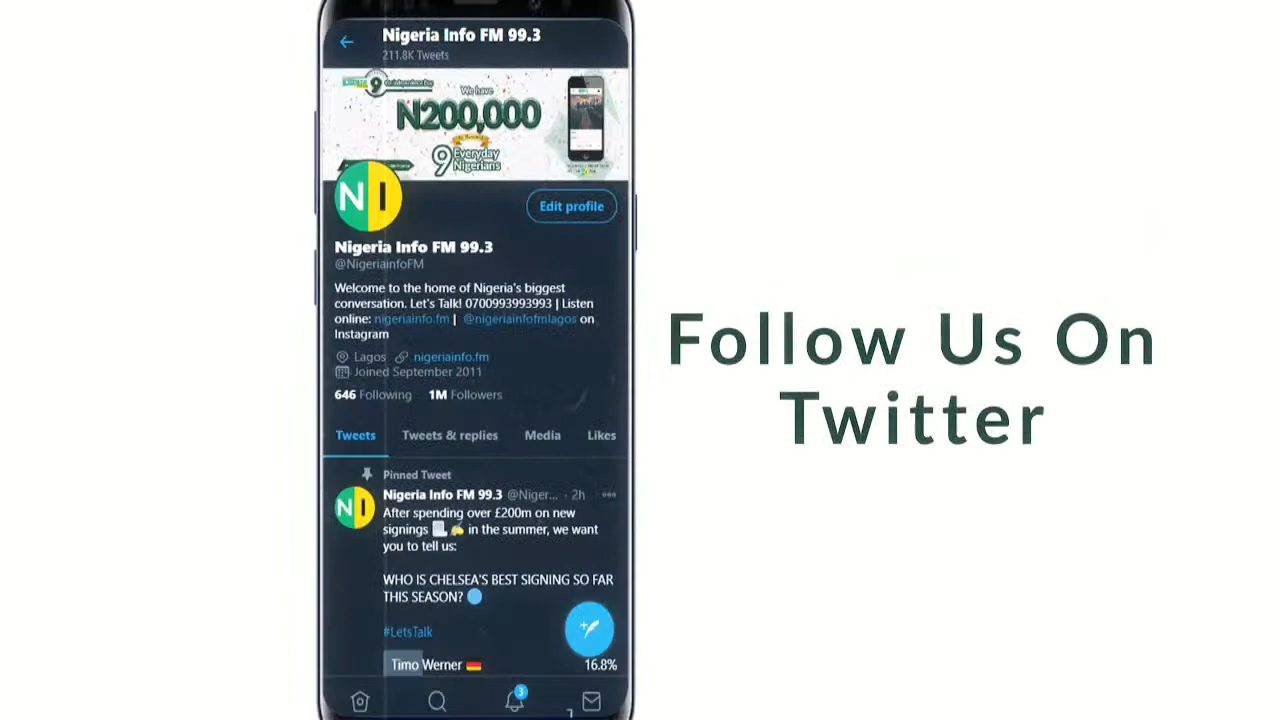 Nigeria Info FM 99.3
211.8K Tweets
9
We have
N200,000
9 Everyday
Nigerians
NI
Edit profile
Nigeria Info FM 99.3
@NigeriainfoFM
Welcome to the home of Nigeria's biggest
conversation. Let's Talk! 0700993993993 | Listen
online: nigeriainfo.fm | @nigeriainfofmlagos on
Instagram
Lagos nigeriainfo.fm
Joined September 2011
646 Following 1M Followers
Tweets Tweets & replies Media Likes
Pinned Tweet
NI
Nigeria Info FM 99.3 @Niger... · 2h
After spending over £200m on new
signings 📃✍️ in the summer, we want
you to tell us:
WHO IS CHELSEA'S BEST SIGNING SO FAR
THIS SEASON? 🔵
#LetsTalk
Timo Werner 🇩🇪 16.8%
3
Follow Us On
Twitter